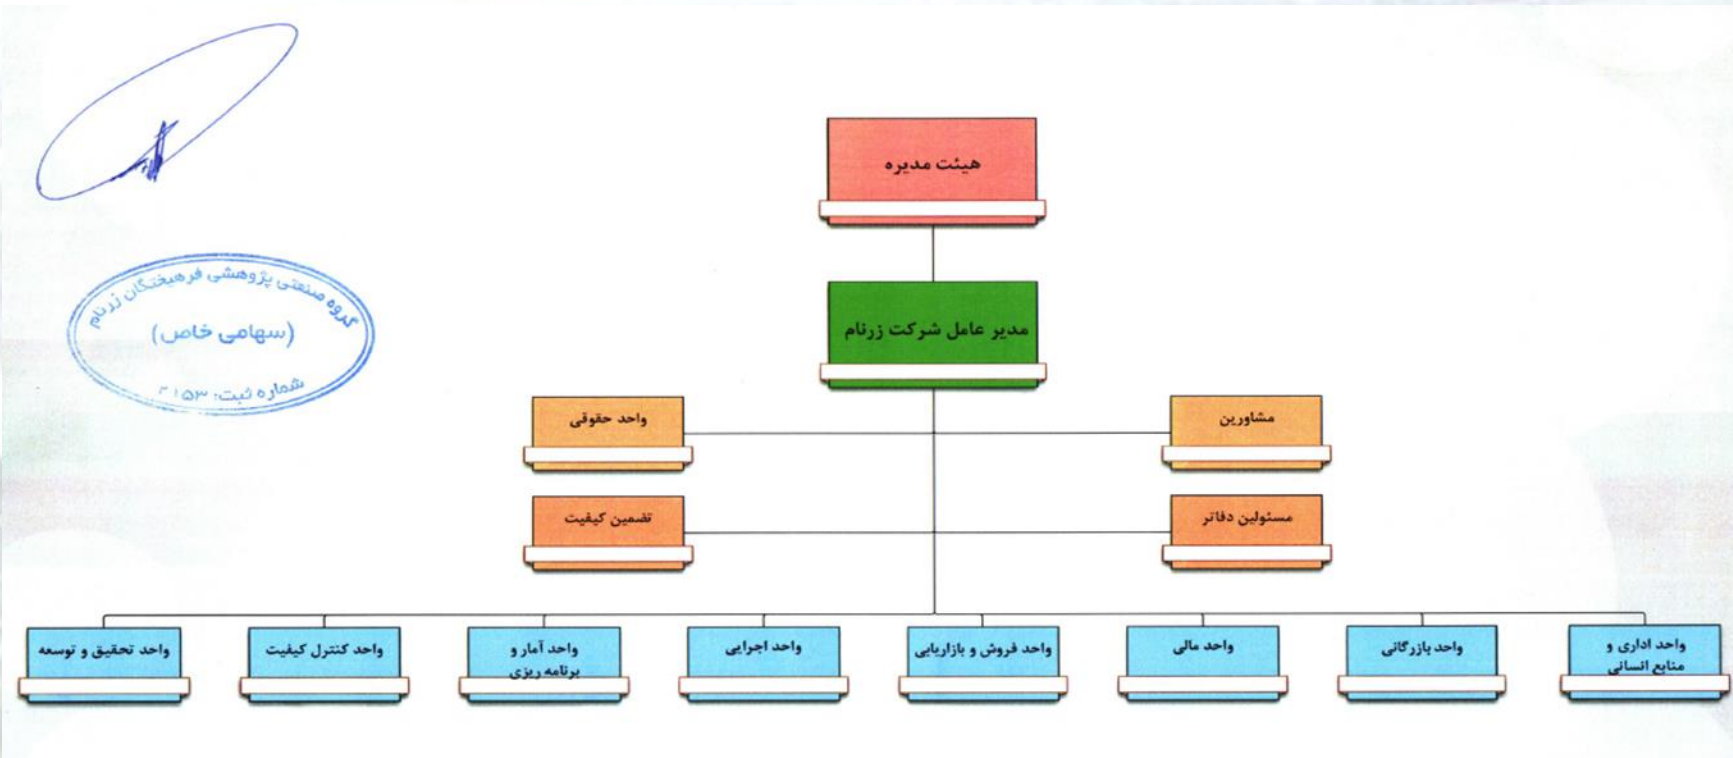 هیئت مدیره
مدیر عامل شرکت زرنام
گروه صنعتی پژوهشی فرهیختگان زرنام
(سهامی خاص)
شماره ثبت: ۲۱۵۳
مشاورین
واحد حقوقی
مسئولین دفاتر
تضمین کیفیت
واحد اداری و
منابع انسانی
واحد بازرگانی
واحد مالی
واحد فروش و بازاریابی
واحد اجرایی
واحد آمار و
برنامه ریزی
واحد کنترل کیفیت
واحد تحقیق و توسعه